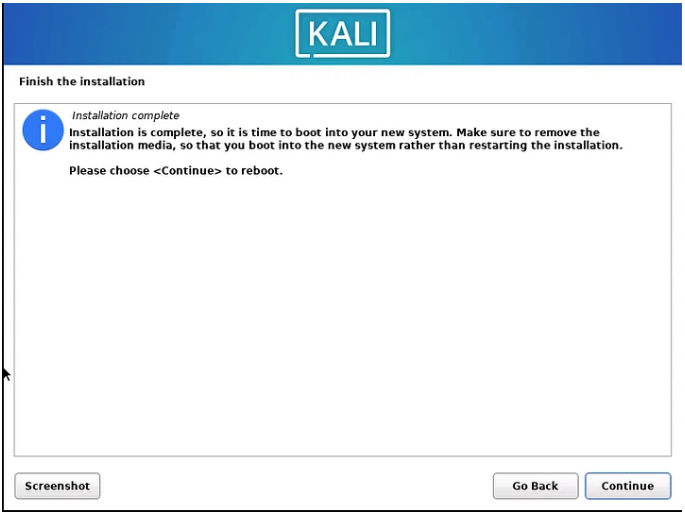 KALI
Finish the installation
Installation complete
Installation is complete, so it is time to boot into your new system. Make sure to remove the
installation media, so that you boot into the new system rather than restarting the installation.
Please choose <Continue> to reboot.
Screenshot
Go Back
Continue